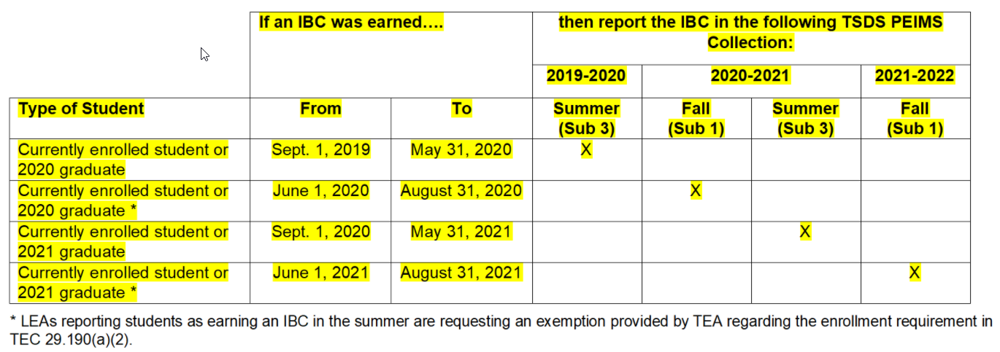 If an IBC was earned....
then report the IBC in the following TSDS PEIMS
Collection:
2019-2020
2020-2021
2021-2022
Type of Student
From
To
Summer
(Sub 3)
Fall
(Sub 1)
Summer
(Sub 3)
Fall
(Sub 1)
Currently enrolled student or
2020 graduate
Sept. 1, 2019
May 31, 2020
X
Currently enrolled student or
2020 graduate *
June 1, 2020
August 31, 2020
X
Currently enrolled student or
2021 graduate
Sept. 1, 2020
May 31, 2021
X
Currently enrolled student or
2021 graduate *
June 1, 2021
August 31, 2021
X
* LEAs reporting students as earning an IBC in the summer are requesting an exemption provided by TEA regarding the enrollment requirement in
TEC 29.190(a)(2).